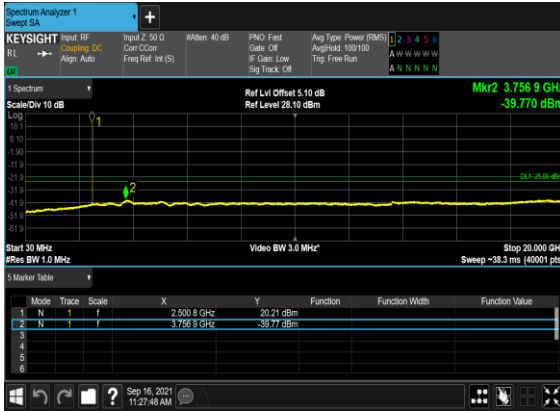 Spectrum Analyzer 1
Swept SA
+
KEYSIGHT Input: RF Input Z: 50 Ω #Atten: 40 dB PNO: Fast Avg Type: Power (RMS) 1 2 3 4 5 6
RL Coupling: DC Corr CCorr Gate: Off Avg|Hold: 100/100 A W W W W W
Align: Auto Freq Ref: Int (S) IF Gain: Low Trig: Free Run
Sig Track: Off A N N N N N
1 Spectrum Ref Lvl Offset 5.10 dB Mkr2 3.756 9 GHz
Scale/Div 10 dB Ref Level 28.10 dBm -39.770 dBm
Log
18.1
8.10
-1.90
-11.9
-21.9
-31.9
-41.9
-51.9
-61.9
1
2
DL1 -25.00 dBm
Start 30 MHz Video BW 3.0 MHz* Stop 20.000 GHz
#Res BW 1.0 MHz Sweep ~38.3 ms (40001 pts)
5 Marker Table
Mode Trace Scale X Y Function Function Width Function Value
1 N 1 f 2.500 8 GHz 20.21 dBm
2 N 1 f 3.756 9 GHz -39.77 dBm
3
4
5
6
? Sep 16, 2021
11:27:48 AM